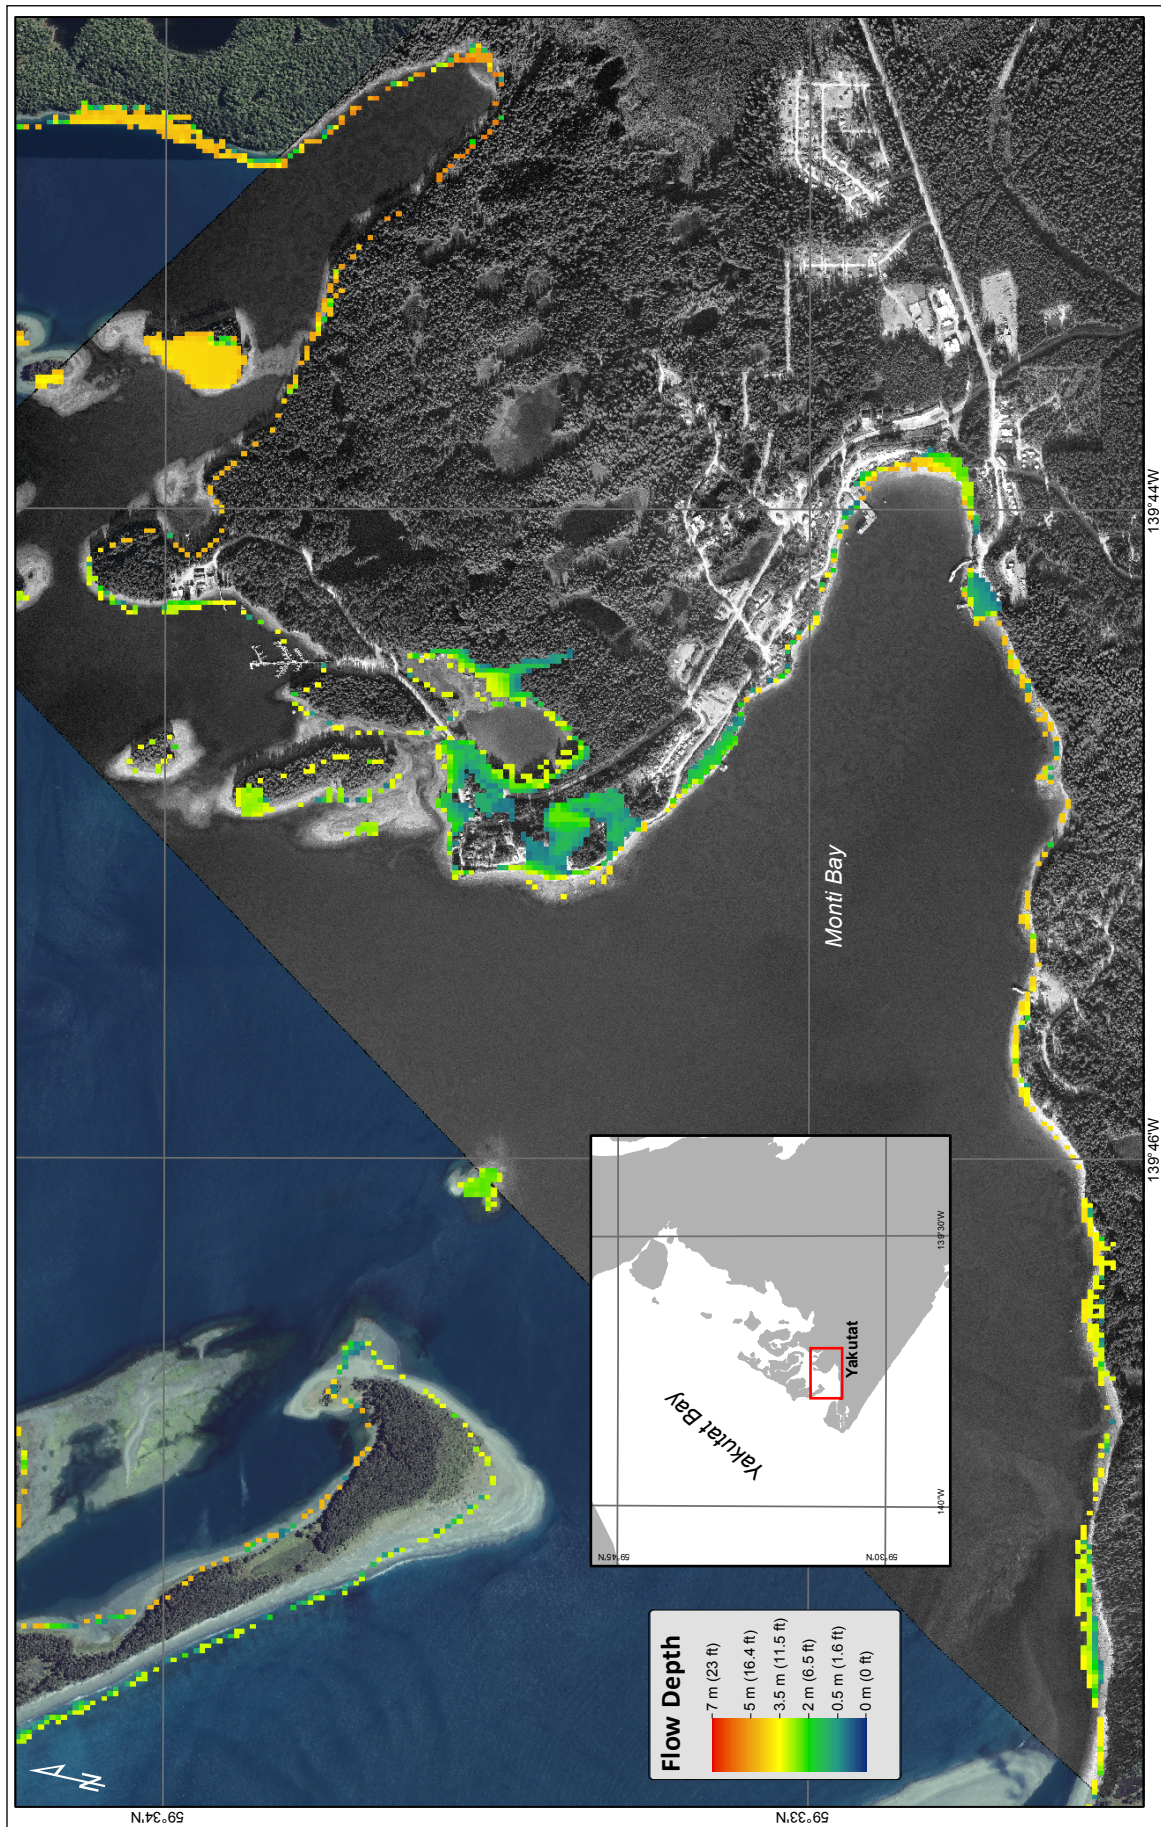 59°34'N
59°33'N
139°44'W
139°46'W
Monti Bay
N
Flow Depth
7 m (23 ft)
5 m (16.4 ft)
3.5 m (11.5 ft)
2 m (6.5 ft)
0.5 m (1.6 ft)
0 m (0 ft)
59°45'N
59°30'N
140°W
139°30'W
Yakutat Bay
Yakutat